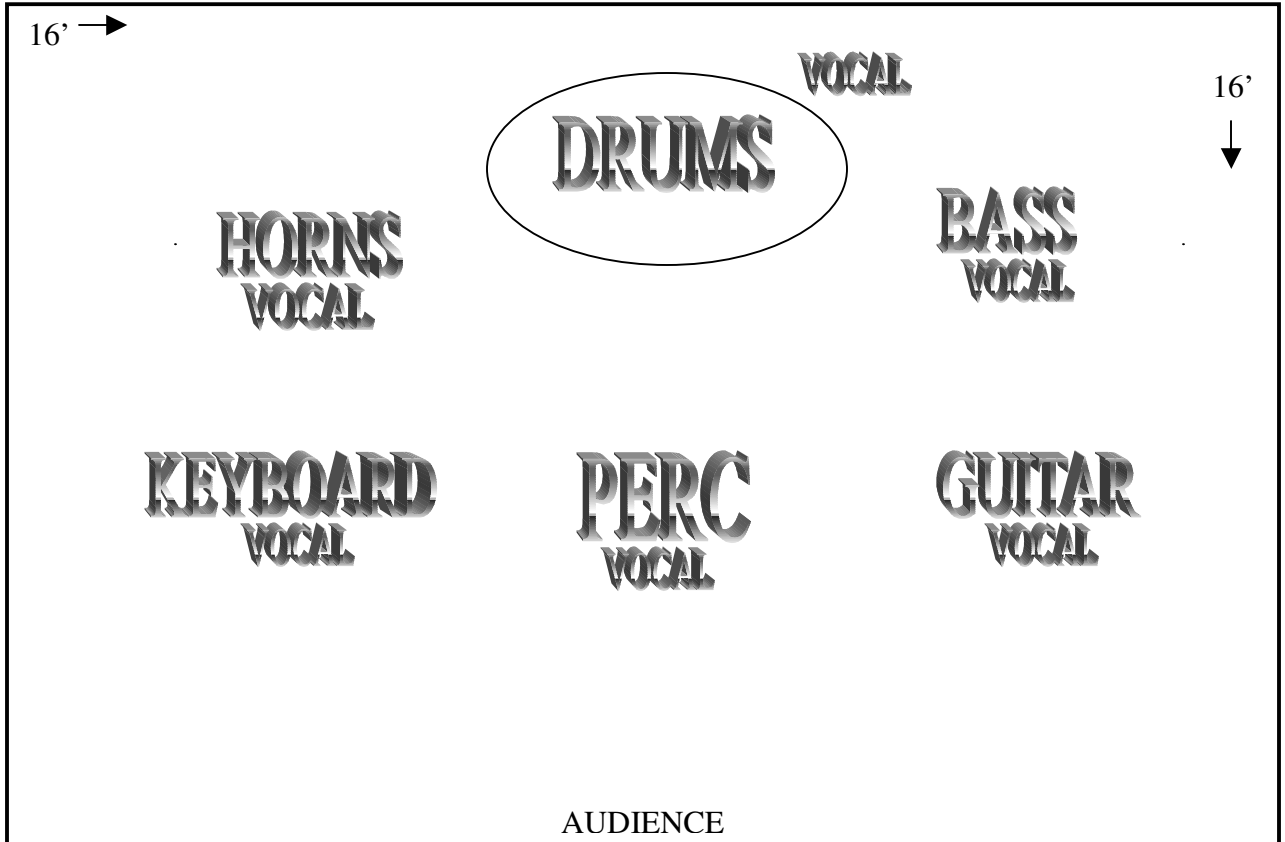 16’
VOCAL
16’
DRUMS
HORNS
VOCAL
BASS
VOCAL
KEYBOARD
VOCAL
PERC
VOCAL
GUITAR
VOCAL
AUDIENCE